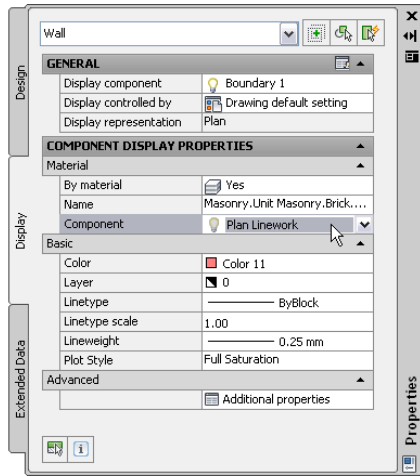 Wall
GENERAL
Display component Boundary 1
Display controlled by Drawing default setting
Display representation Plan
COMPONENT DISPLAY PROPERTIES
Material
By material Yes
Name Masonry.Unit Masonry.Brick....
Component Plan Linework
Basic
Color Color 11
Layer 0
Linetype ByBlock
Linetype scale 1.00
Lineweight 0.25 mm
Plot Style Full Saturation
Advanced
Additional properties
Design
Display
Extended Data
Properties